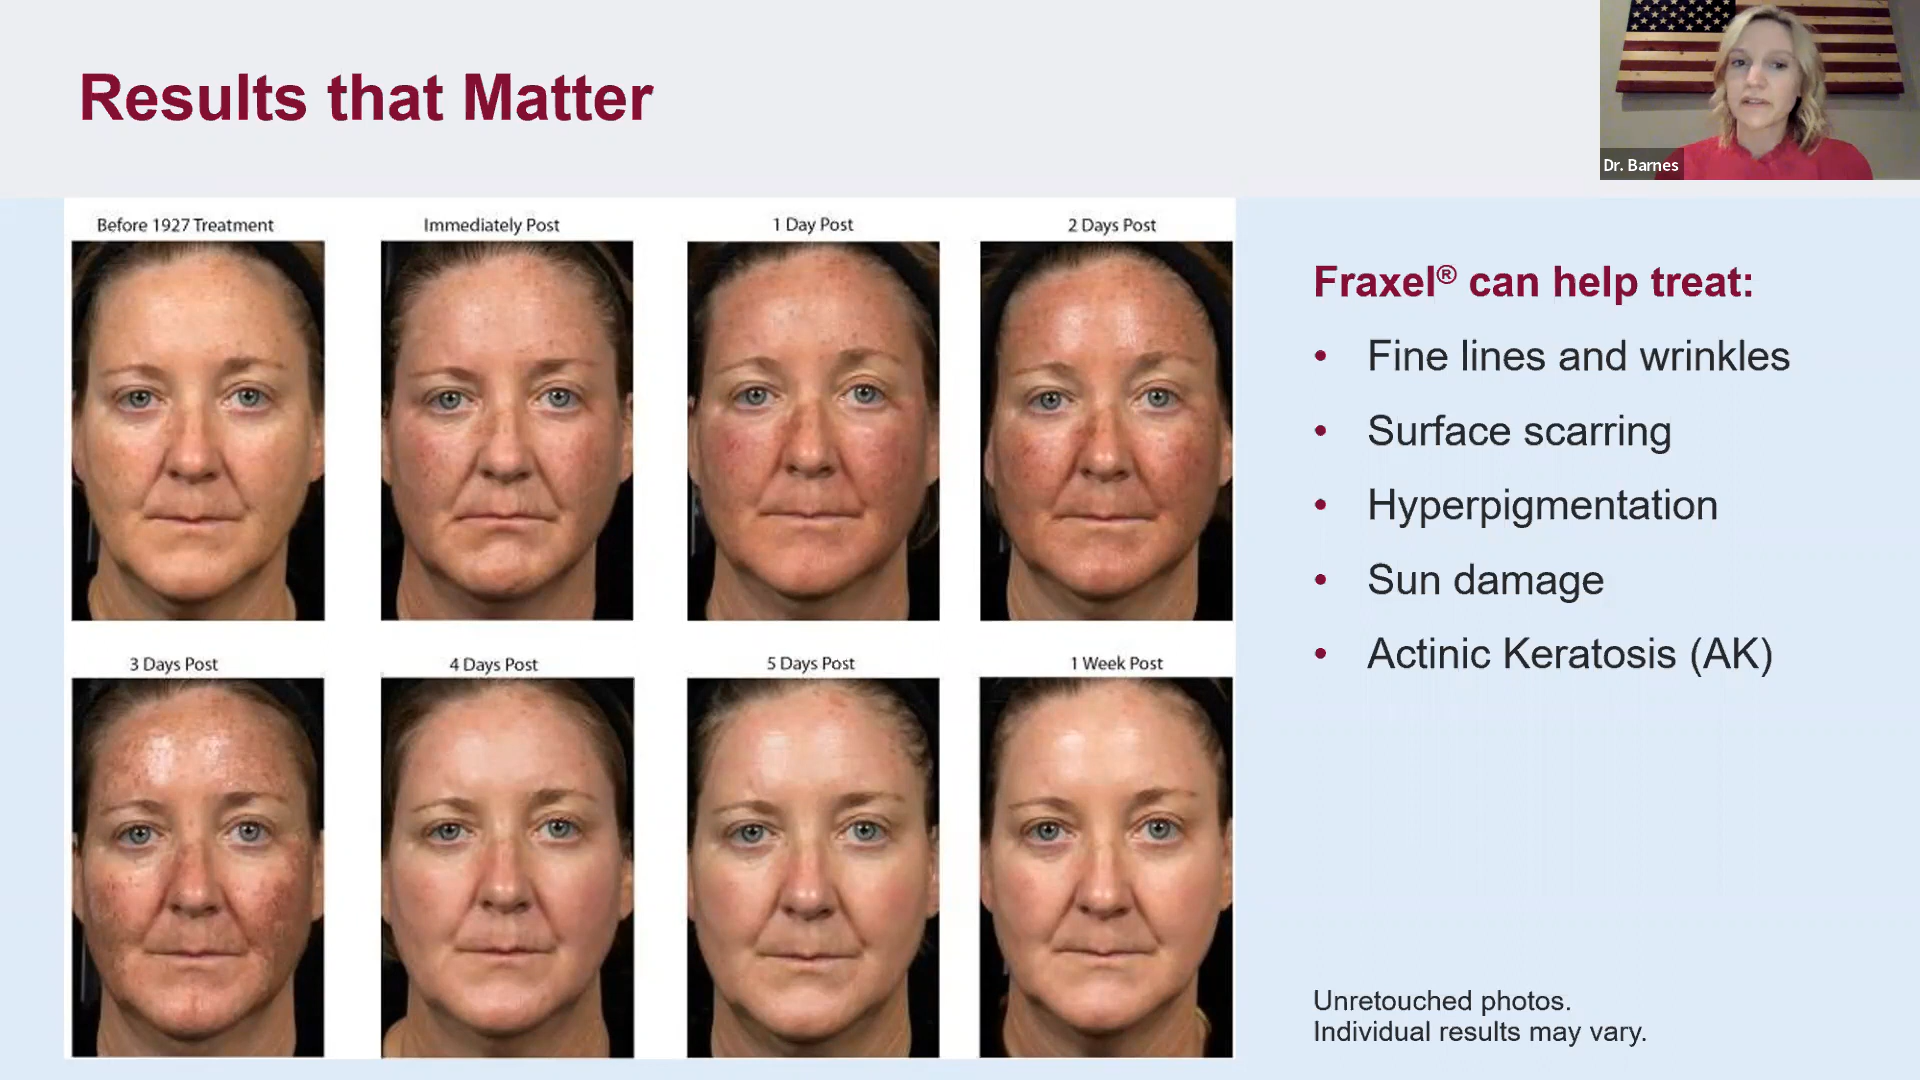 Results that Matter
Dr. Barnes
Before 1927 Treatment
Immediately Post
1 Day Post
2 Days Post
3 Days Post
4 Days Post
5 Days Post
1 Week Post
Fraxel® can help treat:
• Fine lines and wrinkles
• Surface scarring
• Hyperpigmentation
• Sun damage
• Actinic Keratosis (AK)
Unretouched photos.
Individual results may vary.